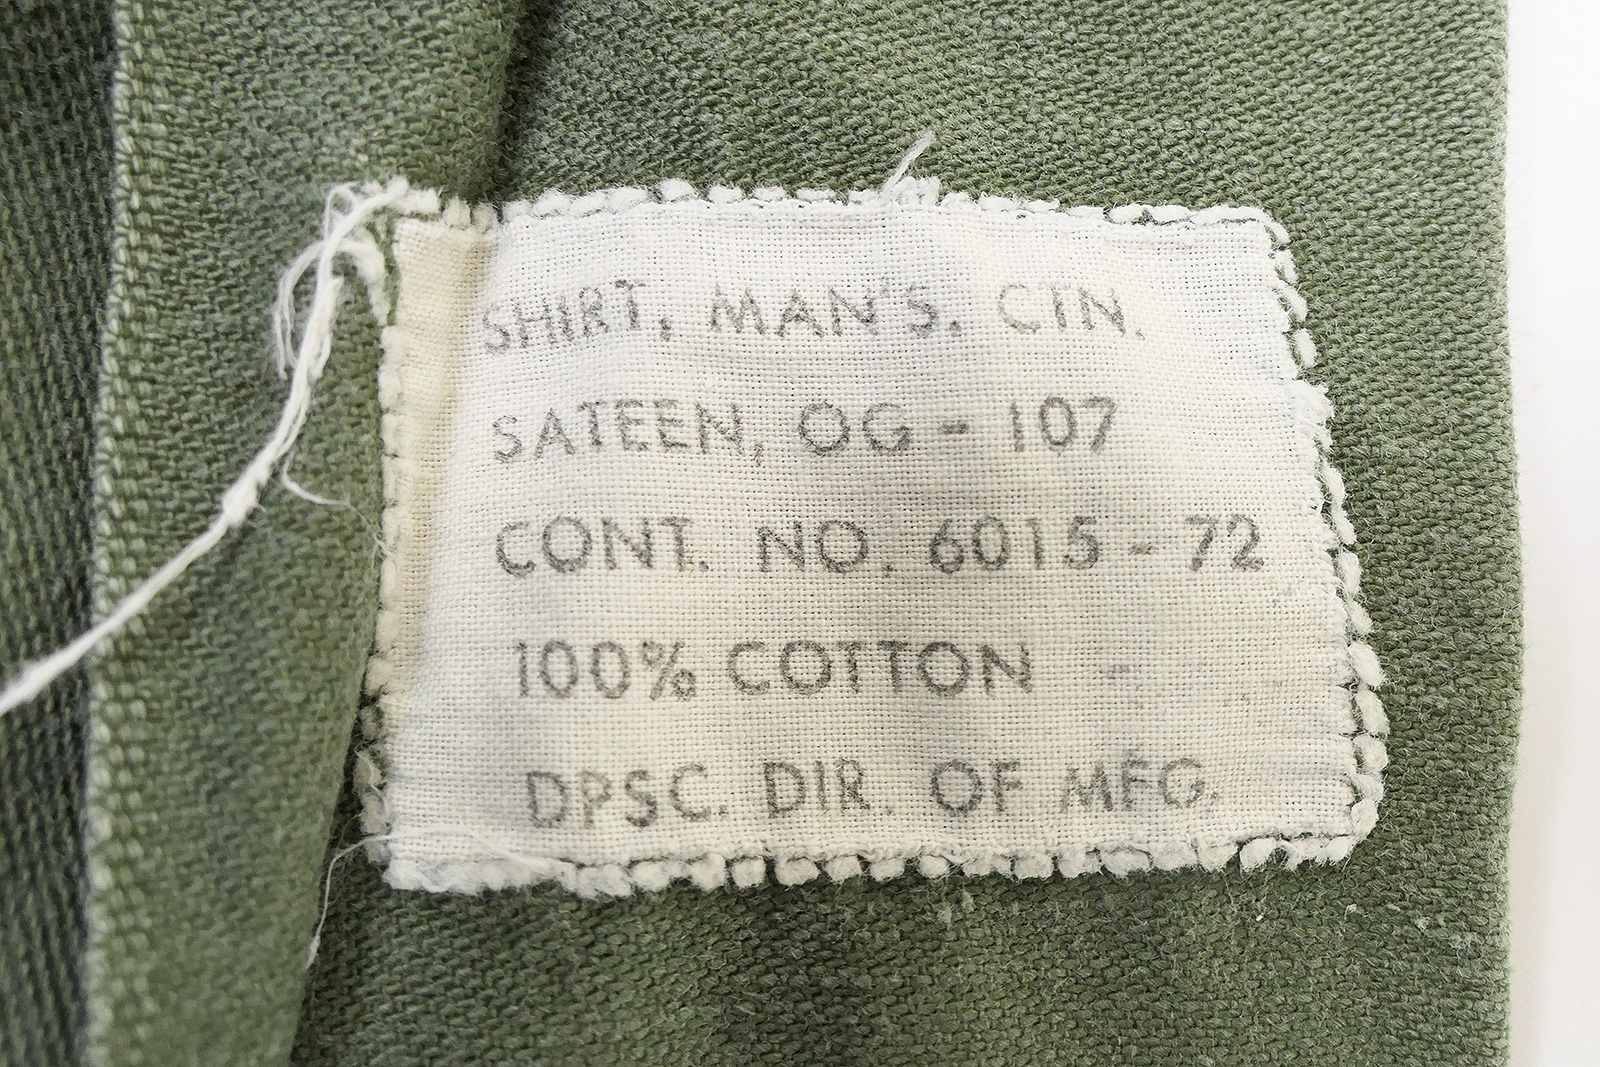 SHIRT, MAN'S, CTN.
SATEEN, OG - 107
CONT. NO. 6015 - 72
100% COTTON
DPSC. DIR. OF MFG.